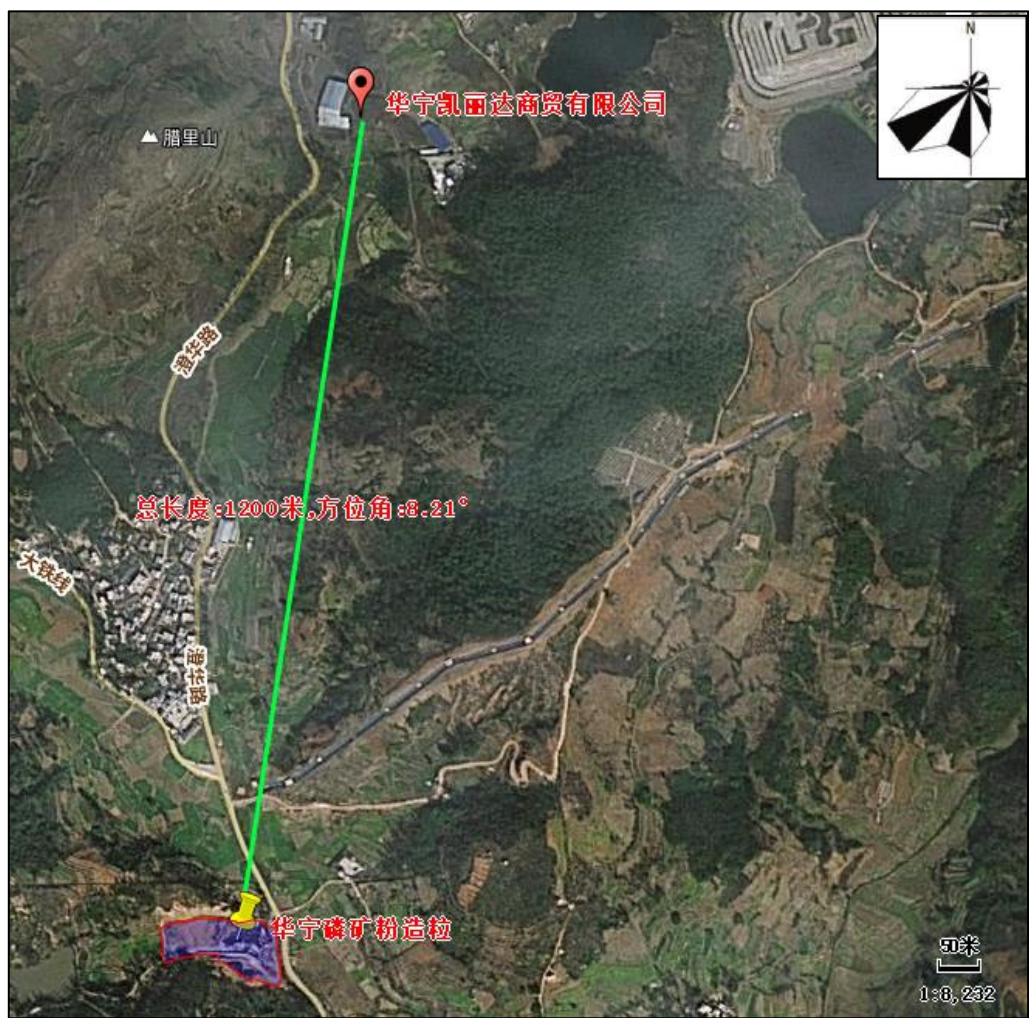 N
华宁凯丽达商贸有限公司
腊里山
澄华路
总长度:1200米,方位角:8.21°
大铁线
澄华路
华宁磷矿粉造粒
50米
1:8,232